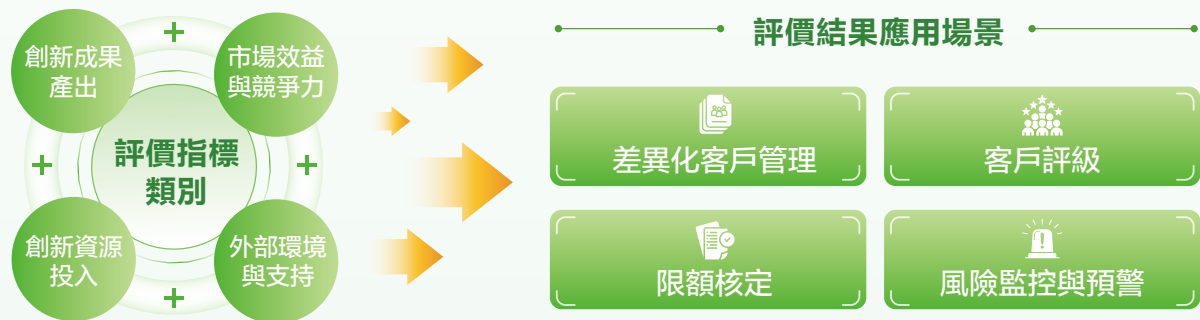 創新成果
產出
市場效益
與競爭力
評價指標
類別
創新資源
投入
外部環境
與支持
評價結果應用場景
差異化客戶管理
客戶評級
限額核定
風險監控與預警